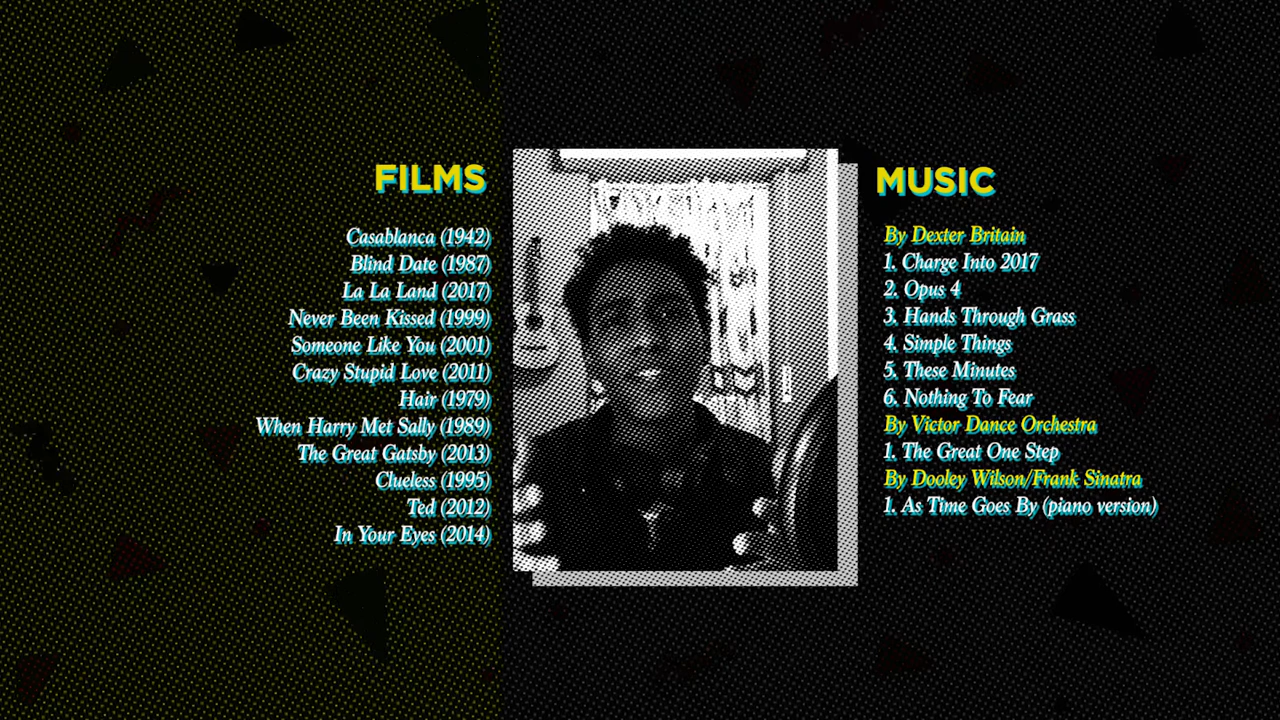 FILMS
Casablanca (1942)
Blind Date (1987)
La La Land (2017)
Never Been Kissed (1999)
Someone Like You (2001)
Crazy Stupid Love (2011)
Hair (1979)
When Harry Met Sally (1989)
The Great Gatsby (2013)
Clueless (1995)
Ted (2012)
In Your Eyes (2014)
MUSIC
By Dexter Britain
1. Charge Into 2017
2. Opus 4
3. Hands Through Grass
4. Simple Things
5. These Minutes
6. Nothing To Fear
By Victor Dance Orchestra
1. The Great One Step
By Dooley Wilson/Frank Sinatra
1. As Time Goes By (piano version)